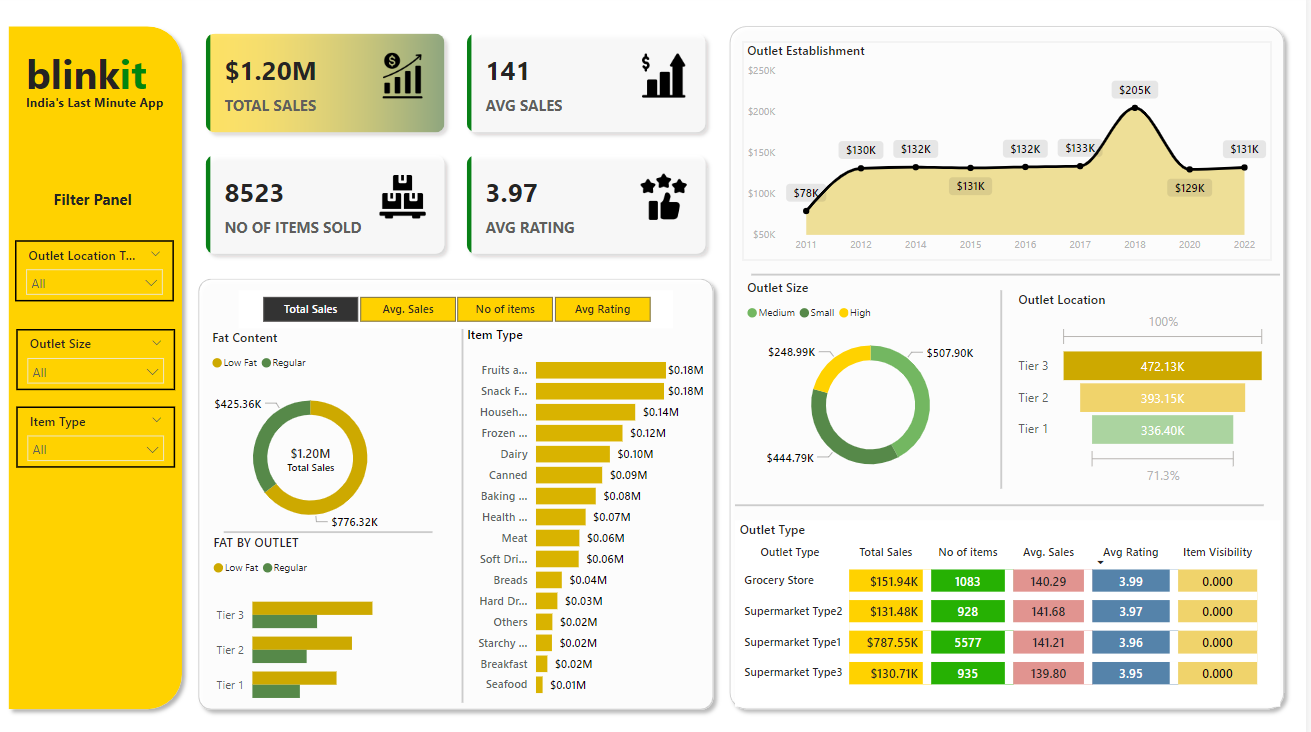 blinkit
India's Last Minute App
Filter Panel
Outlet Location T...
All
Outlet Size
All
Item Type
All
$1.20M
TOTAL SALES
$
141
AVG SALES
$
8523
NO OF ITEMS SOLD
3.97
AVG RATING
Total Sales
Avg. Sales
No of items
Avg Rating
Fat Content
Low Fat
Regular
$425.36K
$1.20M
Total Sales
$776.32K
FAT BY OUTLET
Low Fat
Regular
Tier 3
Tier 2
Tier 1
Item Type
Fruits a... $0.18M
Snack F... $0.18M
Househ... $0.14M
Frozen ... $0.12M
Dairy $0.10M
Canned $0.09M
Baking ... $0.08M
Health ... $0.07M
Meat $0.06M
Soft Dri... $0.06M
Breads $0.04M
Hard Dr... $0.03M
Others $0.02M
Starchy ... $0.02M
Breakfast $0.02M
Seafood $0.01M
Outlet Establishment
$250K
$200K
$150K
$100K
$50K
$78K
$130K
$132K
$131K
$132K
$133K
$205K
$129K
$131K
2011 2012 2014 2015 2016 2017 2018 2020 2022
Outlet Size
Medium Small High
$248.99K
$507.90K
$444.79K
Outlet Location
100%
Tier 3 472.13K
Tier 2 393.15K
Tier 1 336.40K
71.3%
Outlet Type
Outlet Type Total Sales No of items Avg. Sales Avg Rating Item Visibility
Grocery Store $151.94K 1083 140.29 3.99 0.000
Supermarket Type2 $131.48K 928 141.68 3.97 0.000
Supermarket Type1 $787.55K 5577 141.21 3.96 0.000
Supermarket Type3 $130.71K 935 139.80 3.95 0.000